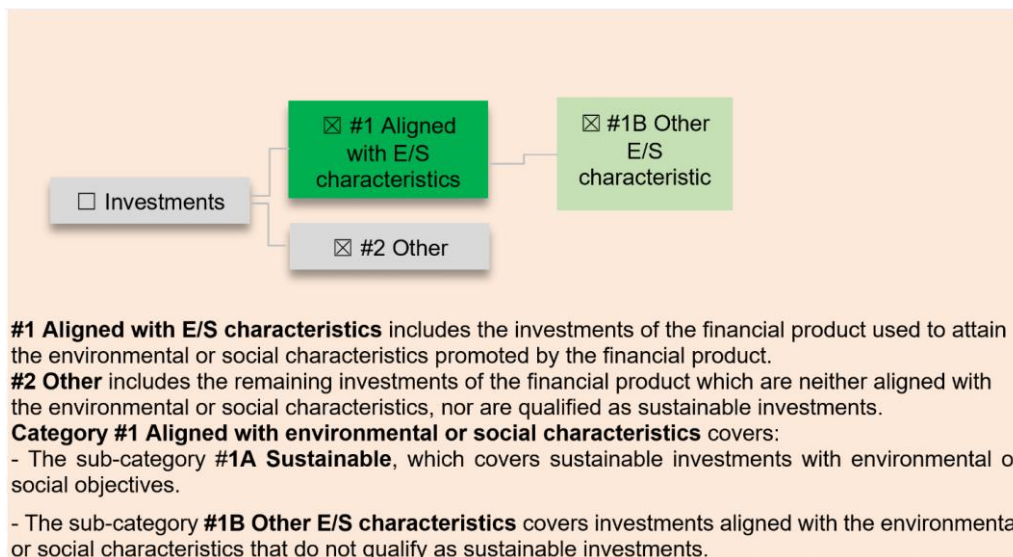 ☒ #1 Aligned
with E/S
characteristics
☒ #1B Other
E/S
characteristic
☐ Investments
☒ #2 Other
#1 Aligned with E/S characteristics includes the investments of the financial product used to attain
the environmental or social characteristics promoted by the financial product.
#2 Other includes the remaining investments of the financial product which are neither aligned with
the environmental or social characteristics, nor are qualified as sustainable investments.
Category #1 Aligned with environmental or social characteristics covers:
- The sub-category #1A Sustainable, which covers sustainable investments with environmental o
social objectives.
- The sub-category #1B Other E/S characteristics covers investments aligned with the environmenta
or social characteristics that do not qualify as sustainable investments.